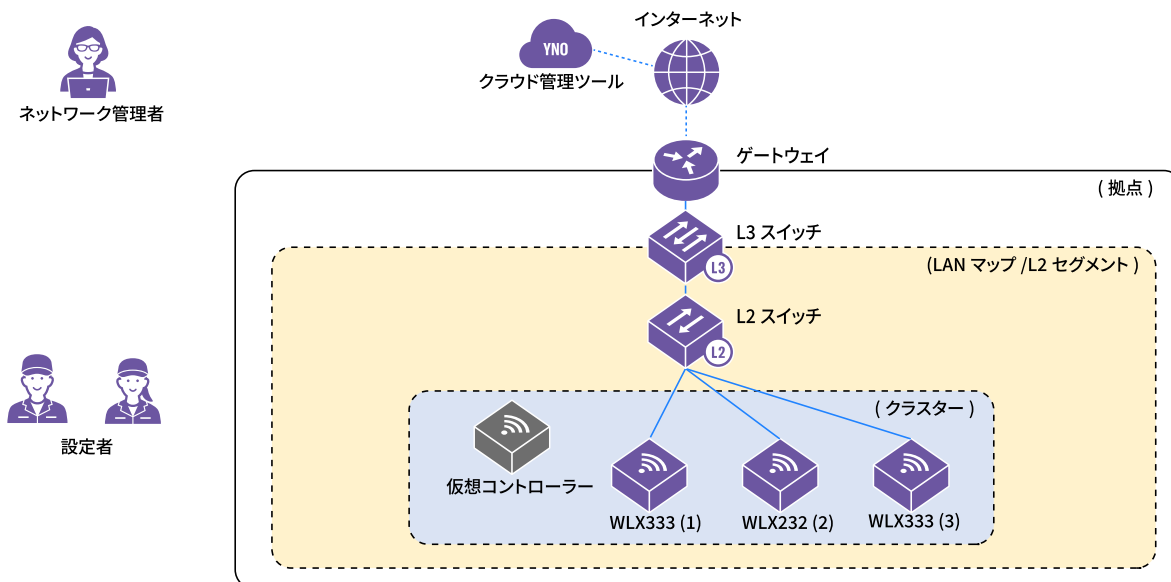 インターネット
YNO
クラウド管理ツール
ネットワーク管理者
ゲートウェイ
( 拠点 )
L3 スイッチ
(LAN マップ /L2 セグメント )
L3
L2 スイッチ
L2
( クラスター )
設定者
仮想コントローラー
WLX333 (1)
WLX232 (2)
WLX333 (3)